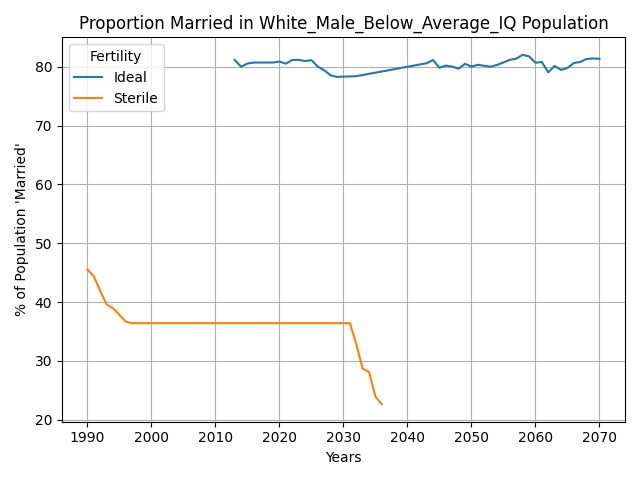 Proportion Married in White_Male_Below_Average_IQ Population
Fertility
Ideal
Sterile
% of Population 'Married'
80
70
60
50
40
30
20
1990 2000 2010 2020 2030 2040 2050 2060 2070
Years